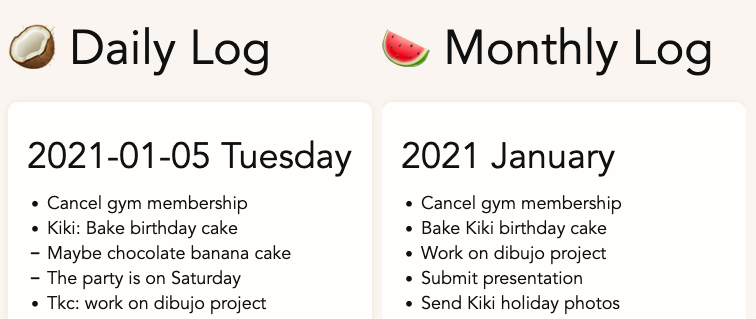 Daily Log
2021-01-05 Tuesday
• Cancel gym membership
• Kiki: Bake birthday cake
– Maybe chocolate banana cake
– The party is on Saturday
• Tkc: work on dibujo project
Monthly Log
2021 January
• Cancel gym membership
• Bake Kiki birthday cake
• Work on dibujo project
• Submit presentation
• Send Kiki holiday photos